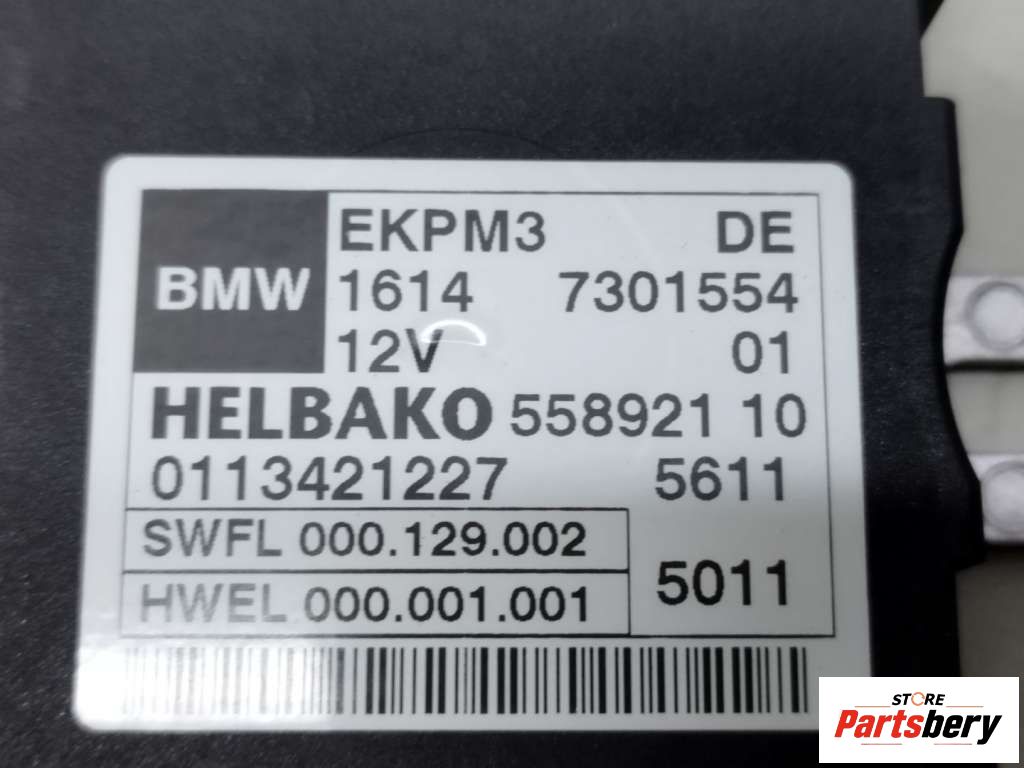 BMW
EKPM3 DE
1614 7301554
12V 01
HELBAKO 558921 10
0113421227 5611
SWFL 000.129.002
HWEL 000.001.001
5011
STORE
Partsbery